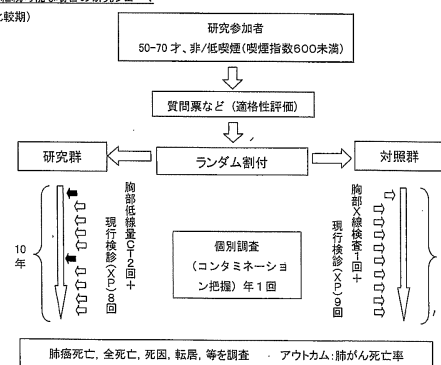 比較期)
研究参加者
50-70才、非/低喫煙(喫煙指数600未満)
質問票など(適格性評価)
研究群
ランダム割付
対照群
10年
胸部低線量CT2回+
現行検診(XP)8回
個別調査
(コンタミネーショ
ン把握)年1回
胸部X線検査1回+
現行検診(XP)9回
肺癌死亡, 全死亡, 死因, 転居, 等を調査 ・ アウトカム:肺がん死亡率